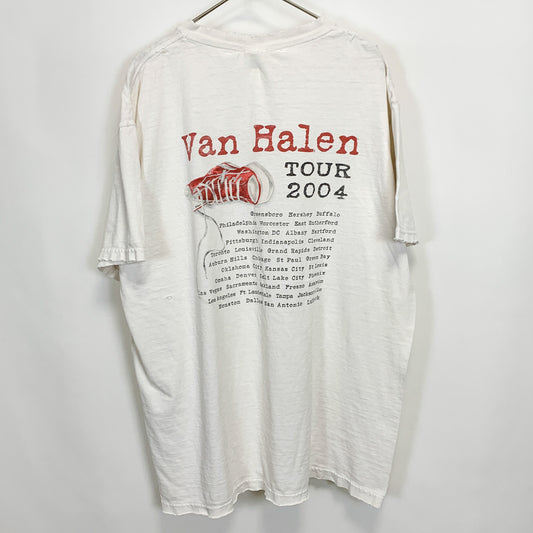 Van Halen
TOUR
2004
Greensboro Hershey Buffalo
Philadelphia Worcester East Rutherford
Washington DC Albany Hartford
Pittsburgh Indianapolis Cleveland
Toronto Louisville Grand Rapids Detroit
Auburn Hills Chicago St Paul Green Bay
Oklahoma City Kansas City St Louis
Omaha Denver Salt Lake City Phoenix
Las Vegas Sacramento Oakland Fresno Anaheim
Los Angeles Ft Lauderdale Tampa Jacksonville
Houston Dallas San Antonio